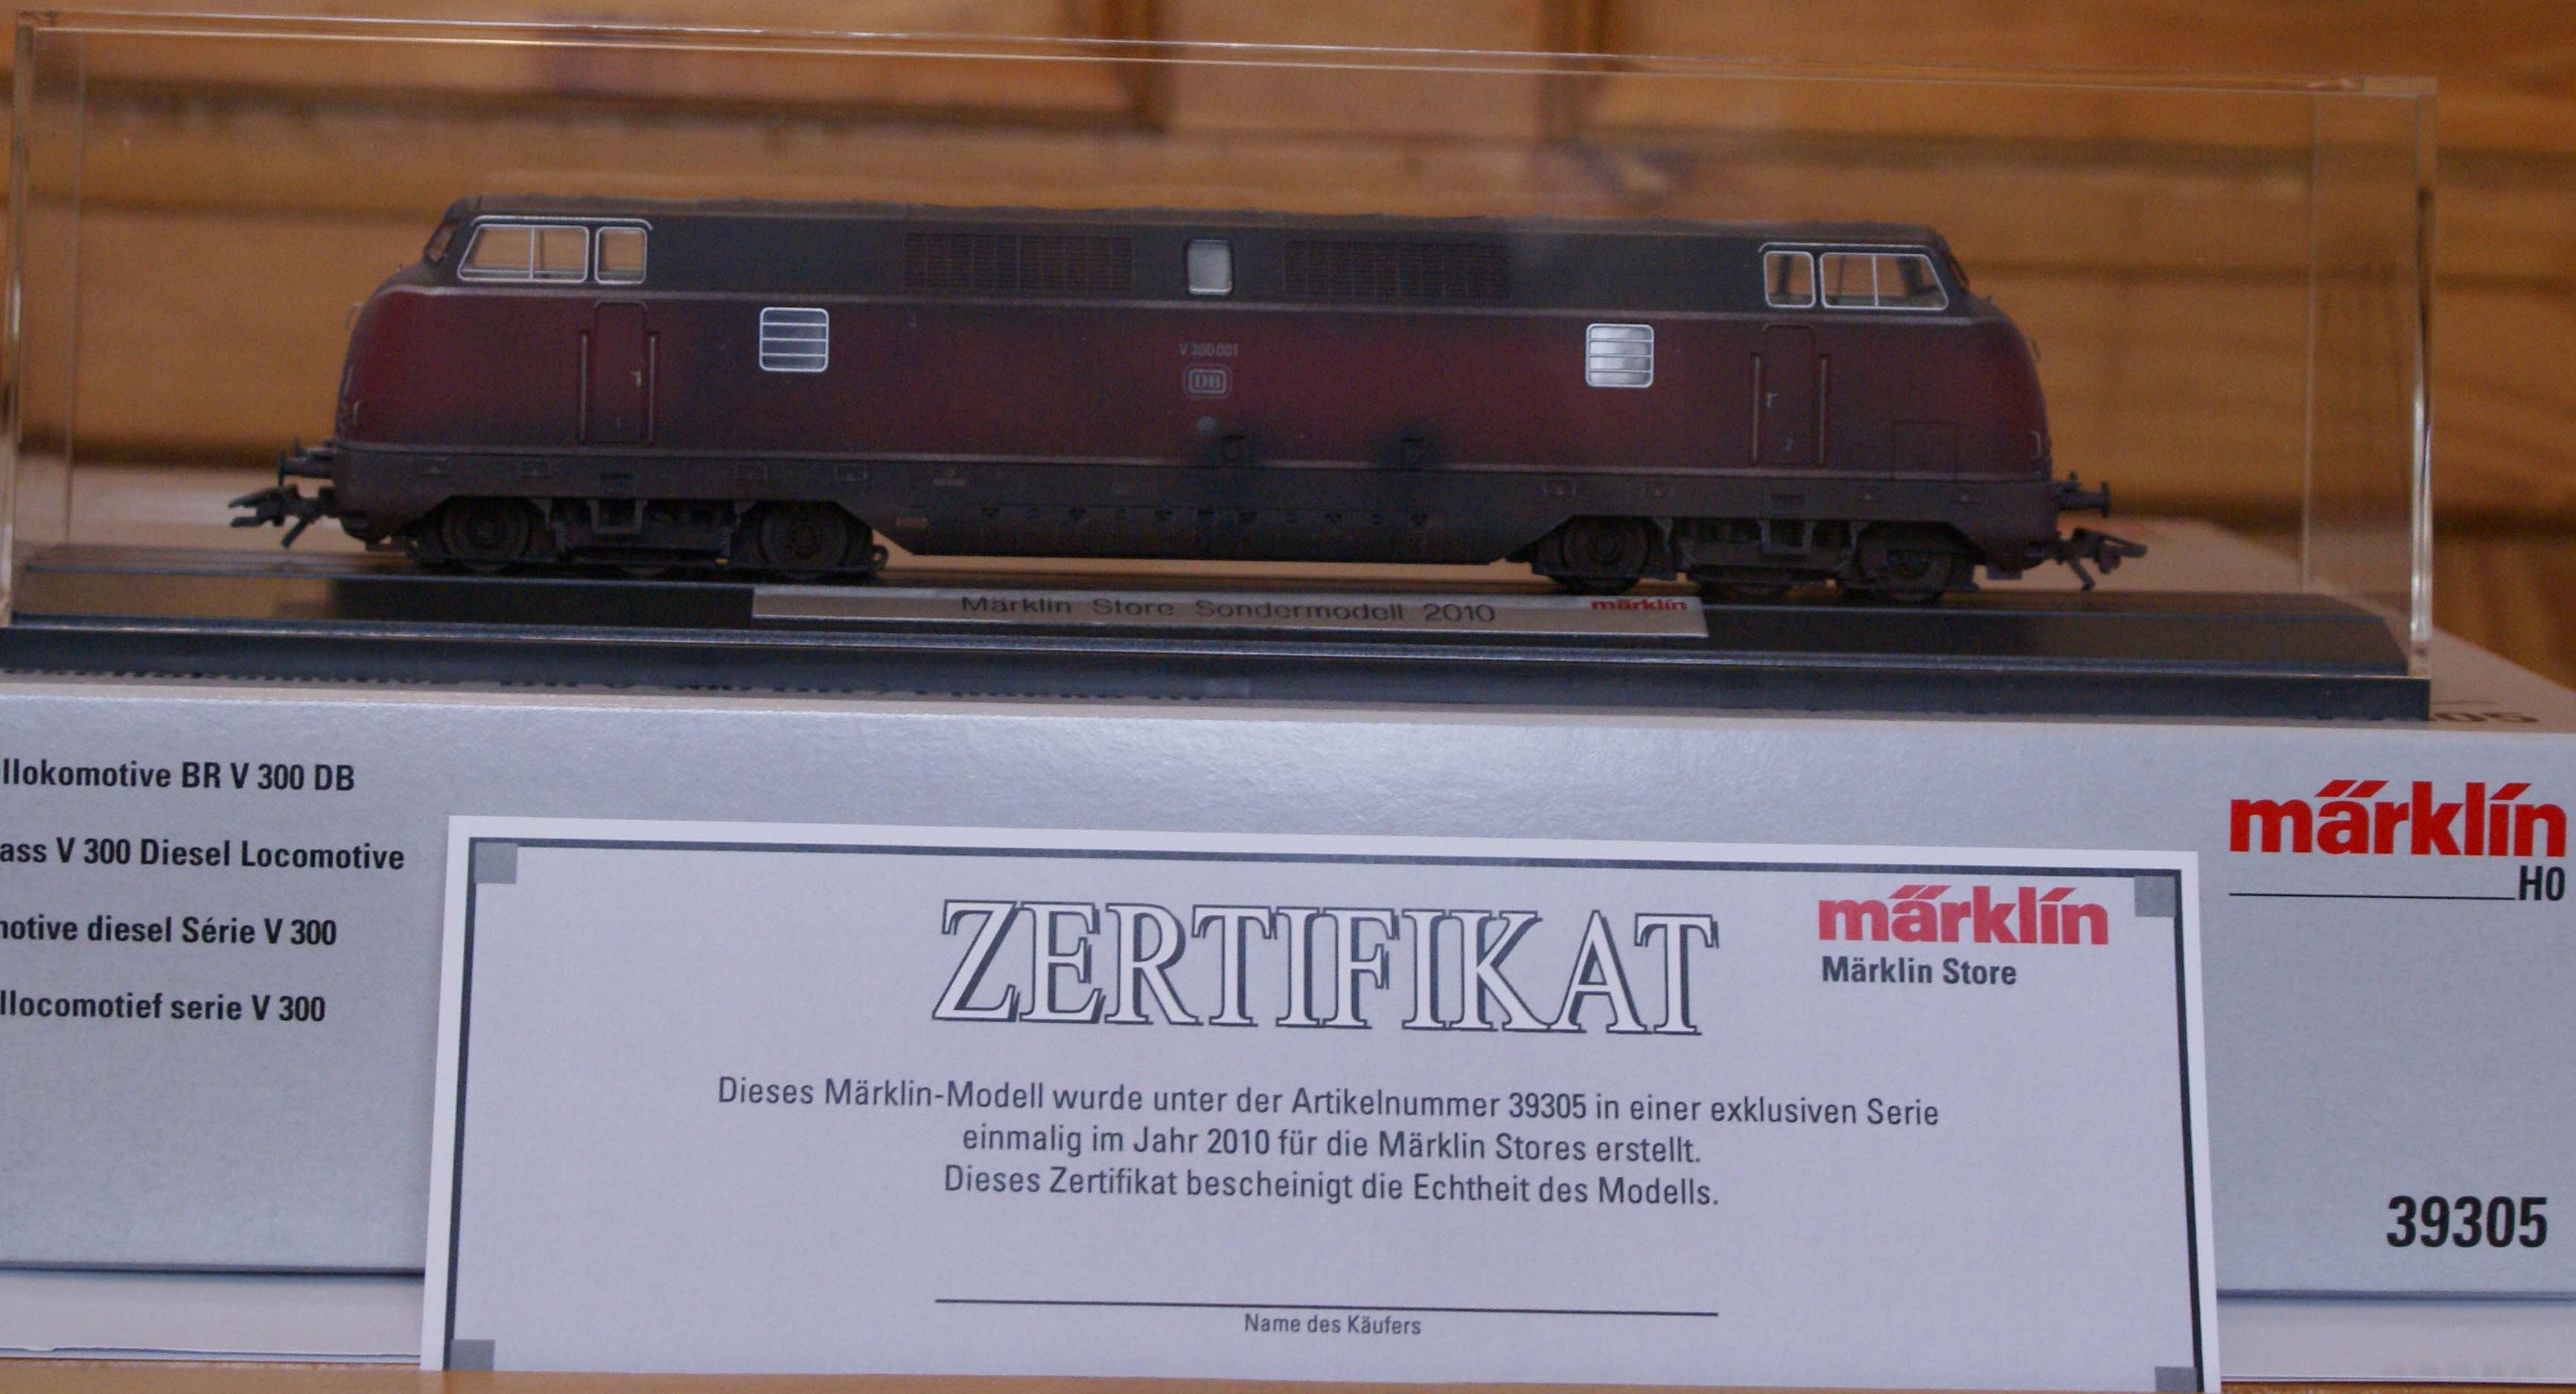 V 300 001
DB
2
Märklin Store Sondermodell 2010
märklin
05
llokomotive BR V 300 DB
ass V 300 Diesel Locomotive
notive diesel Série V 300
llocomotief serie V 300
märklin
H0
39305
ZERTIFIKAT
märklin
Märklin Store
Dieses Märklin-Modell wurde unter der Artikelnummer 39305 in einer exklusiven Serie
einmalig im Jahr 2010 für die Märklin Stores erstellt.
Dieses Zertifikat bescheinigt die Echtheit des Modells.
Name des Käufers